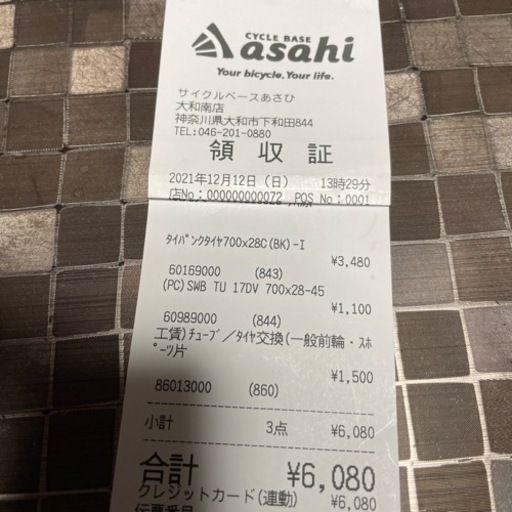 CYCLE BASE
asahi
Your bicycle. Your life.
サイクルベースあさひ
大和南店
神奈川県大和市下和田844
TEL:046-201-0880
領収証
2021年12月12日(日) 13時29分
店No:000000000072 POS No:0001
ﾀｲﾊﾟﾝｸﾀｲﾔ700x28C(BK)-I
¥3,480
60169000 (843)
(PC)SWB TU 17DV 700x28-45
¥1,100
60989000 (844)
工賃)ﾁｭｰﾌﾞ/ﾀｲﾔ交換(一般前輪・ｽﾎ
ﾟｰﾂ片
¥1,500
86013000 (860)
小計 3点 ¥6,080
合計 ¥6,080
クレジットカード(連動) ¥6,080
伝票番号